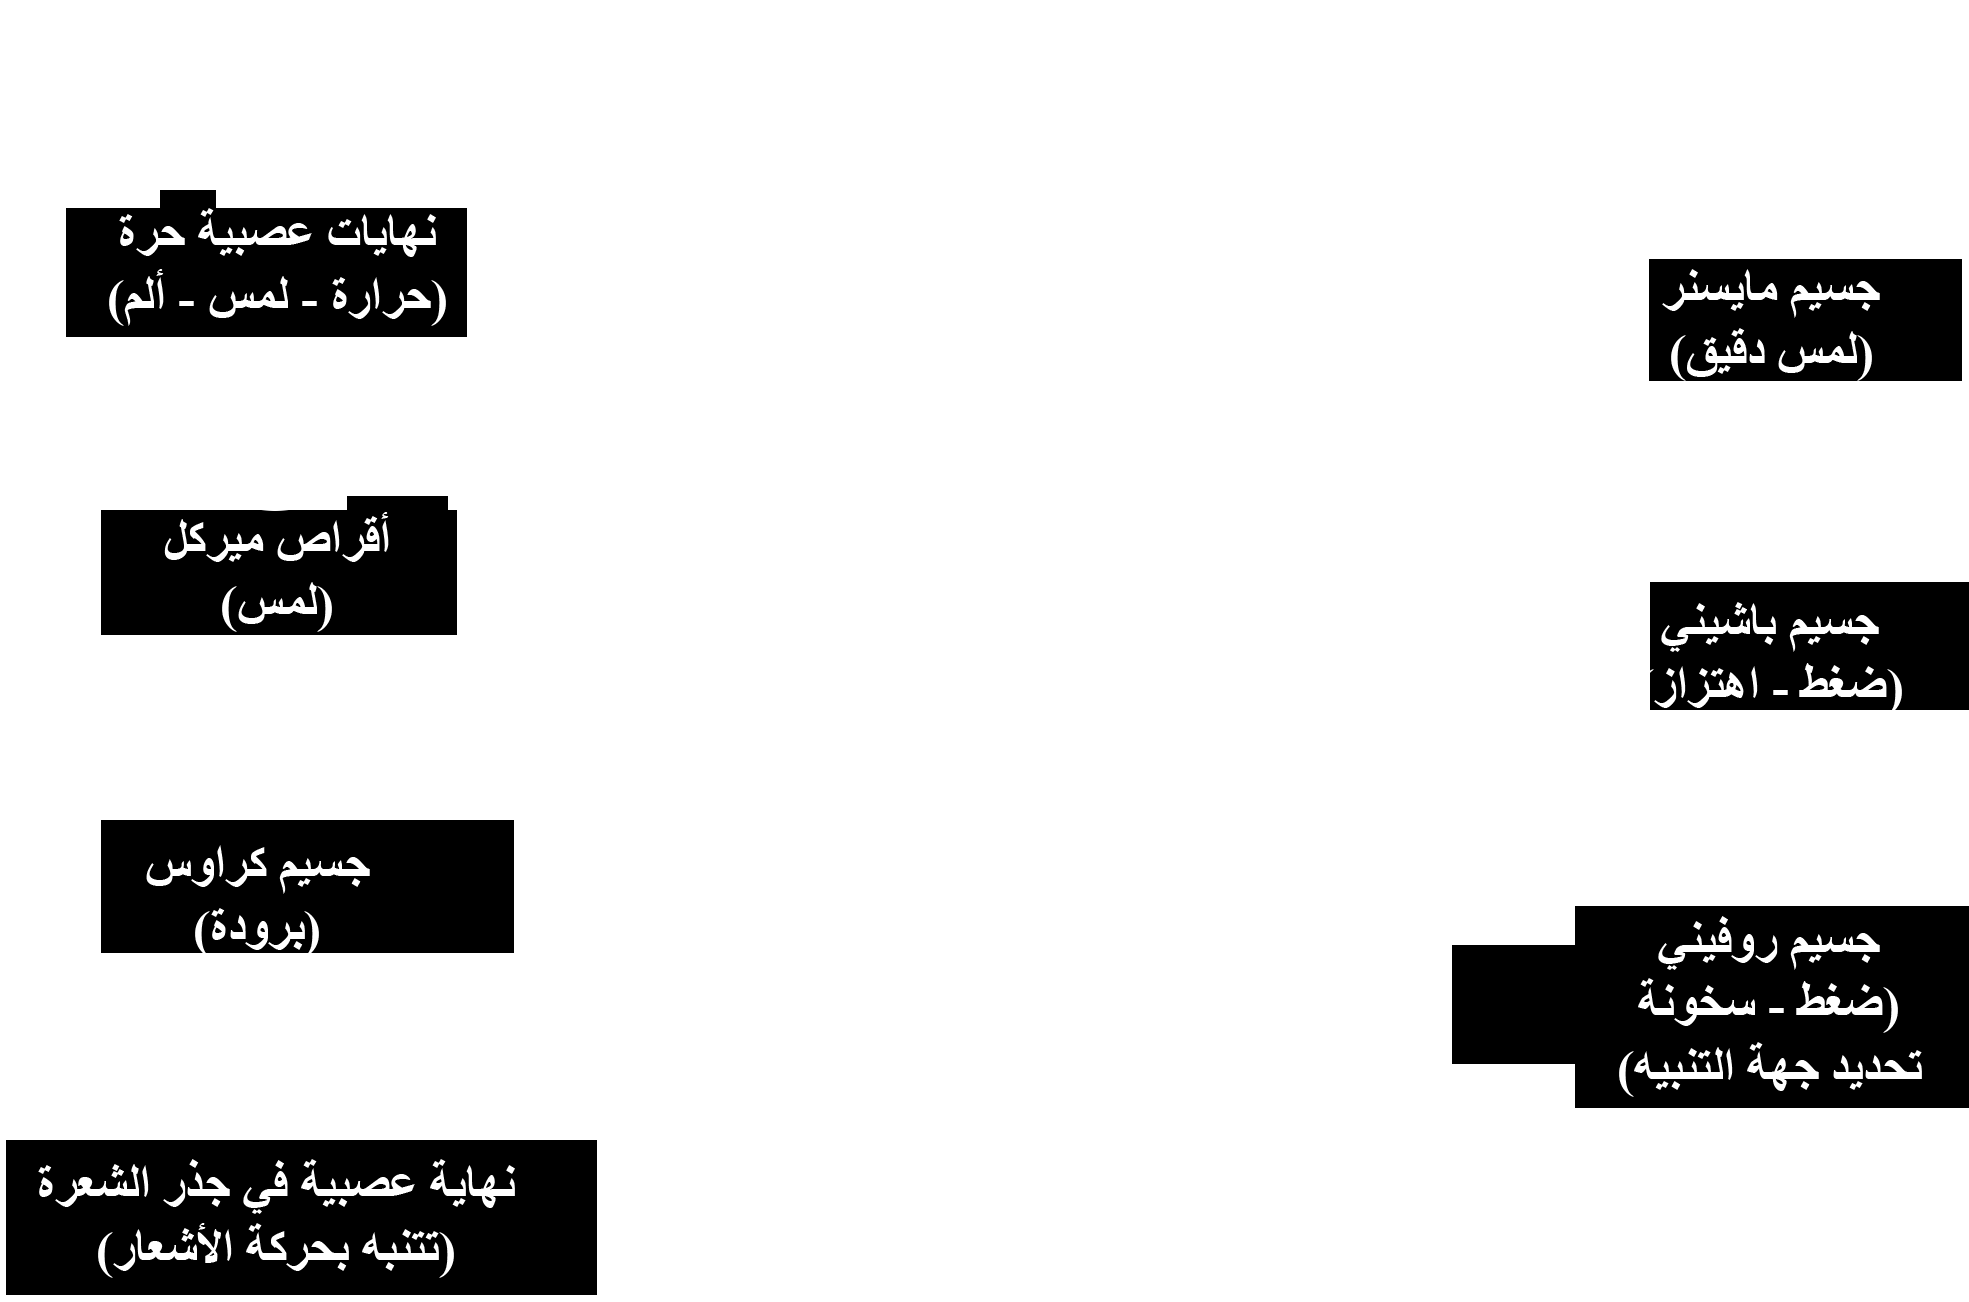 نهايات عصبية حرة
(حرارة - لمس - ألم)
جسيم مايسنر
(لمس دقيق)
أقراص ميركل
(لمس)
جسيم باشيني
(ضغط - اهتزاز)
جسيم كراوس
(برودة)
جسيم روفيني
(ضغط - سخونة
تحديد جهة التنبيه)
نهاية عصبية في جذر الشعرة
(تتنبه بحركة الأشعار)